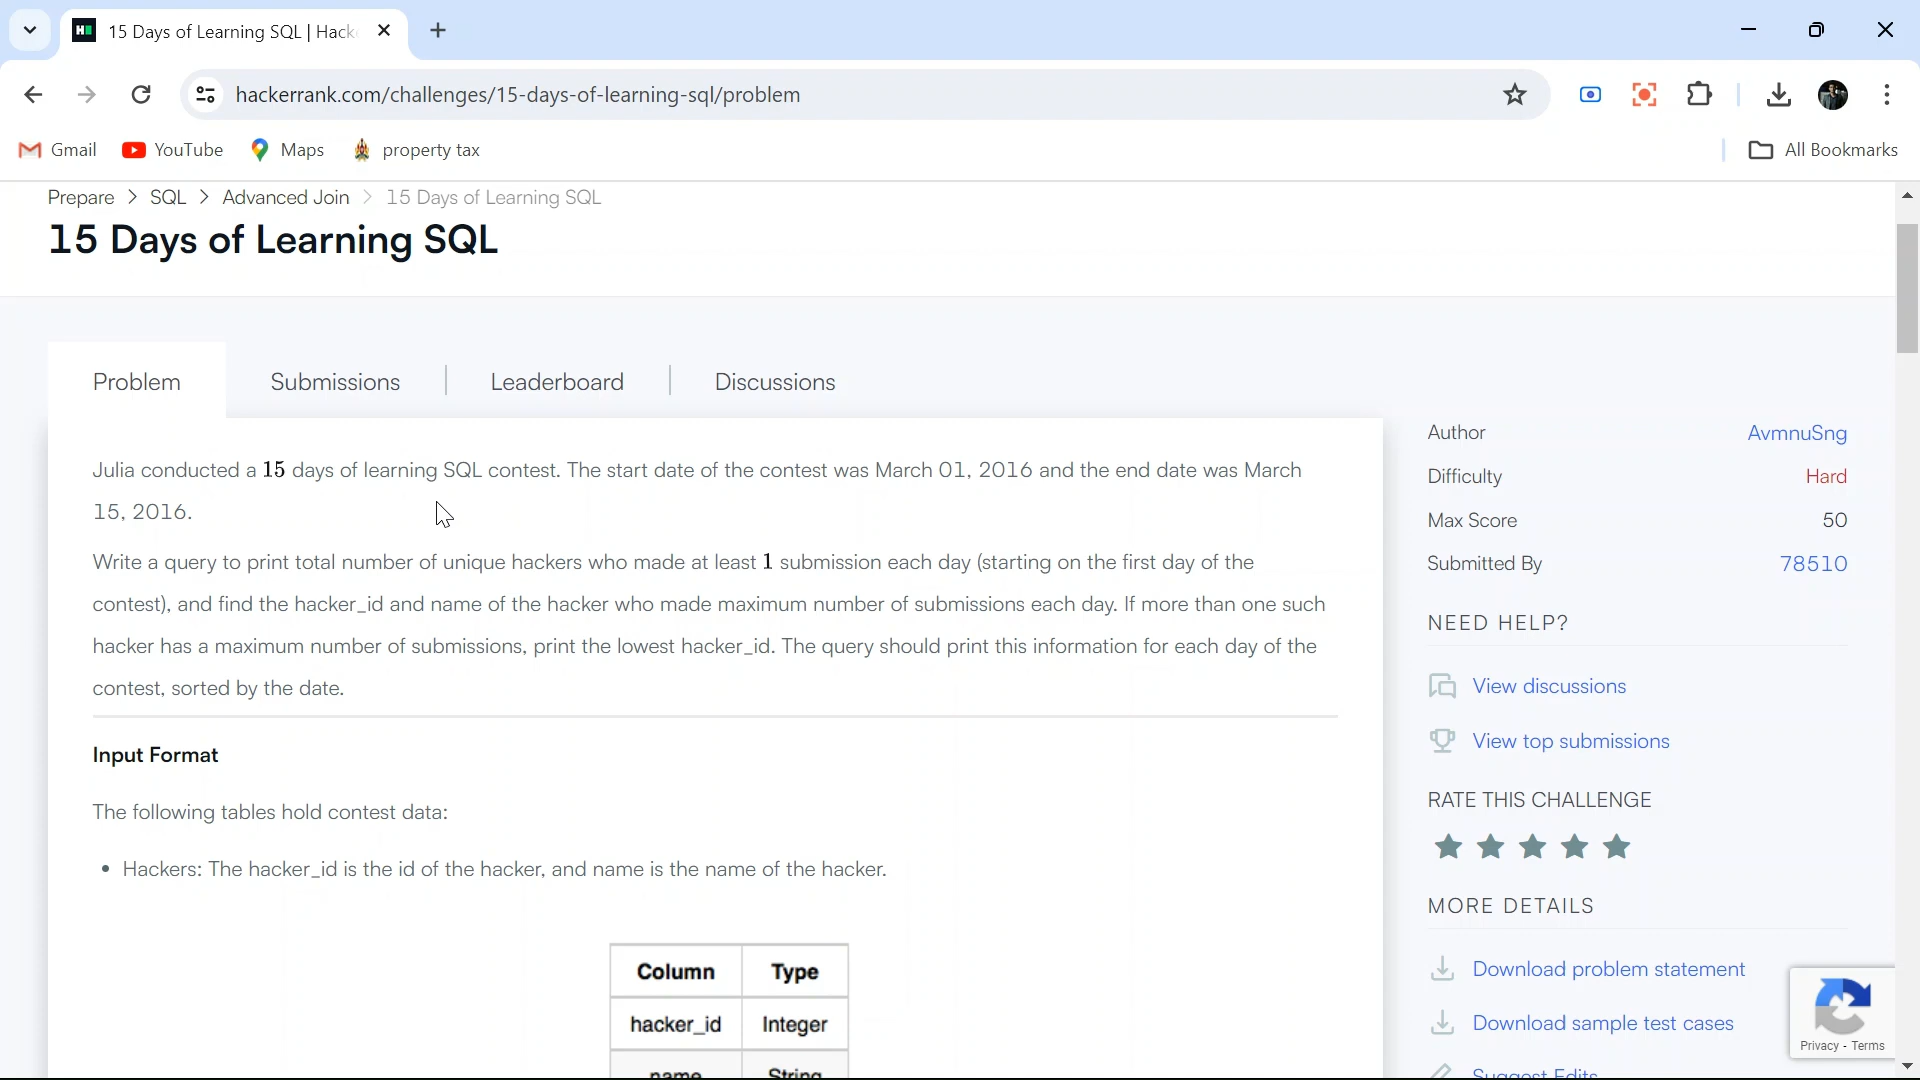 15 Days of Learning SQL | Hack
hackerrank.com/challenges/15-days-of-learning-sql/problem
Gmail YouTube Maps property tax All Bookmarks
Prepare > SQL > Advanced Join > 15 Days of Learning SQL
15 Days of Learning SQL
Problem Submissions Leaderboard Discussions
Julia conducted a 15 days of learning SQL contest. The start date of the contest was March 01, 2016 and the end date was March
15, 2016.
Write a query to print total number of unique hackers who made at least 1 submission each day (starting on the first day of the
contest), and find the hacker_id and name of the hacker who made maximum number of submissions each day. If more than one such
hacker has a maximum number of submissions, print the lowest hacker_id. The query should print this information for each day of the
contest, sorted by the date.
Input Format
The following tables hold contest data:
• Hackers: The hacker_id is the id of the hacker, and name is the name of the hacker.
Column Type
hacker_id Integer
name String
Author AvmnuSng
Difficulty Hard
Max Score 50
Submitted By 78510
NEED HELP?
View discussions
View top submissions
RATE THIS CHALLENGE
MORE DETAILS
Download problem statement
Download sample test cases
Suggest Edits
Privacy - Terms